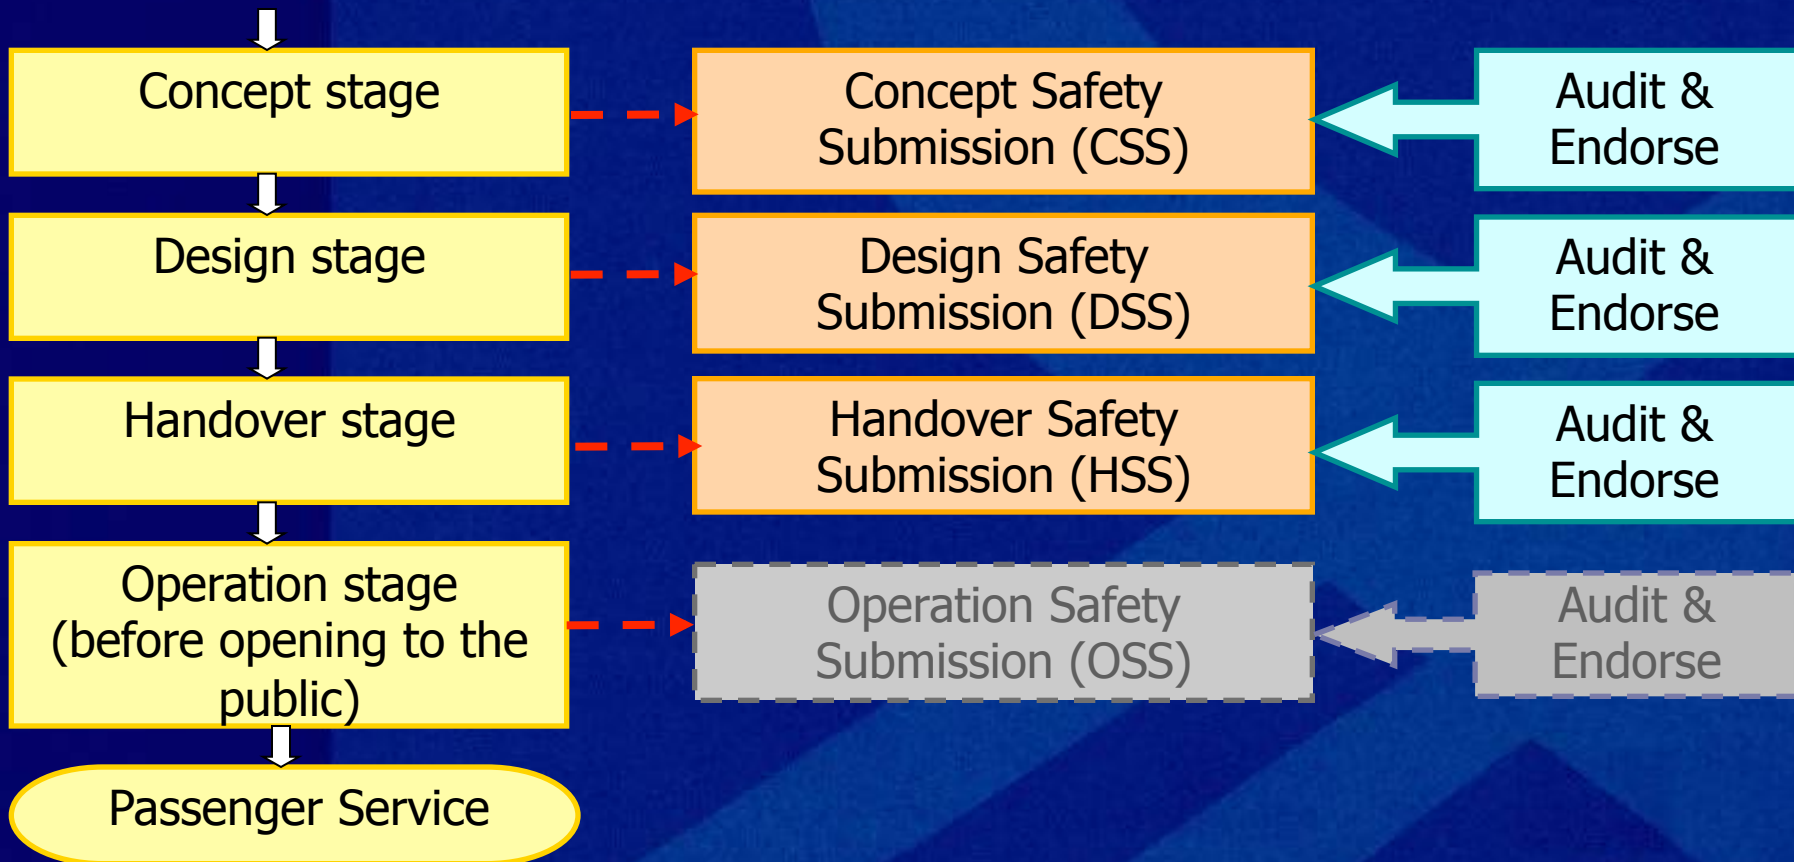 Concept stage
Concept Safety
Submission (CSS)
Audit &
Endorse
Design stage
Design Safety
Submission (DSS)
Audit &
Endorse
Handover stage
Handover Safety
Submission (HSS)
Audit &
Endorse
Operation stage
(before opening to the
public)
Operation Safety
Submission (OSS)
Audit &
Endorse
Passenger Service